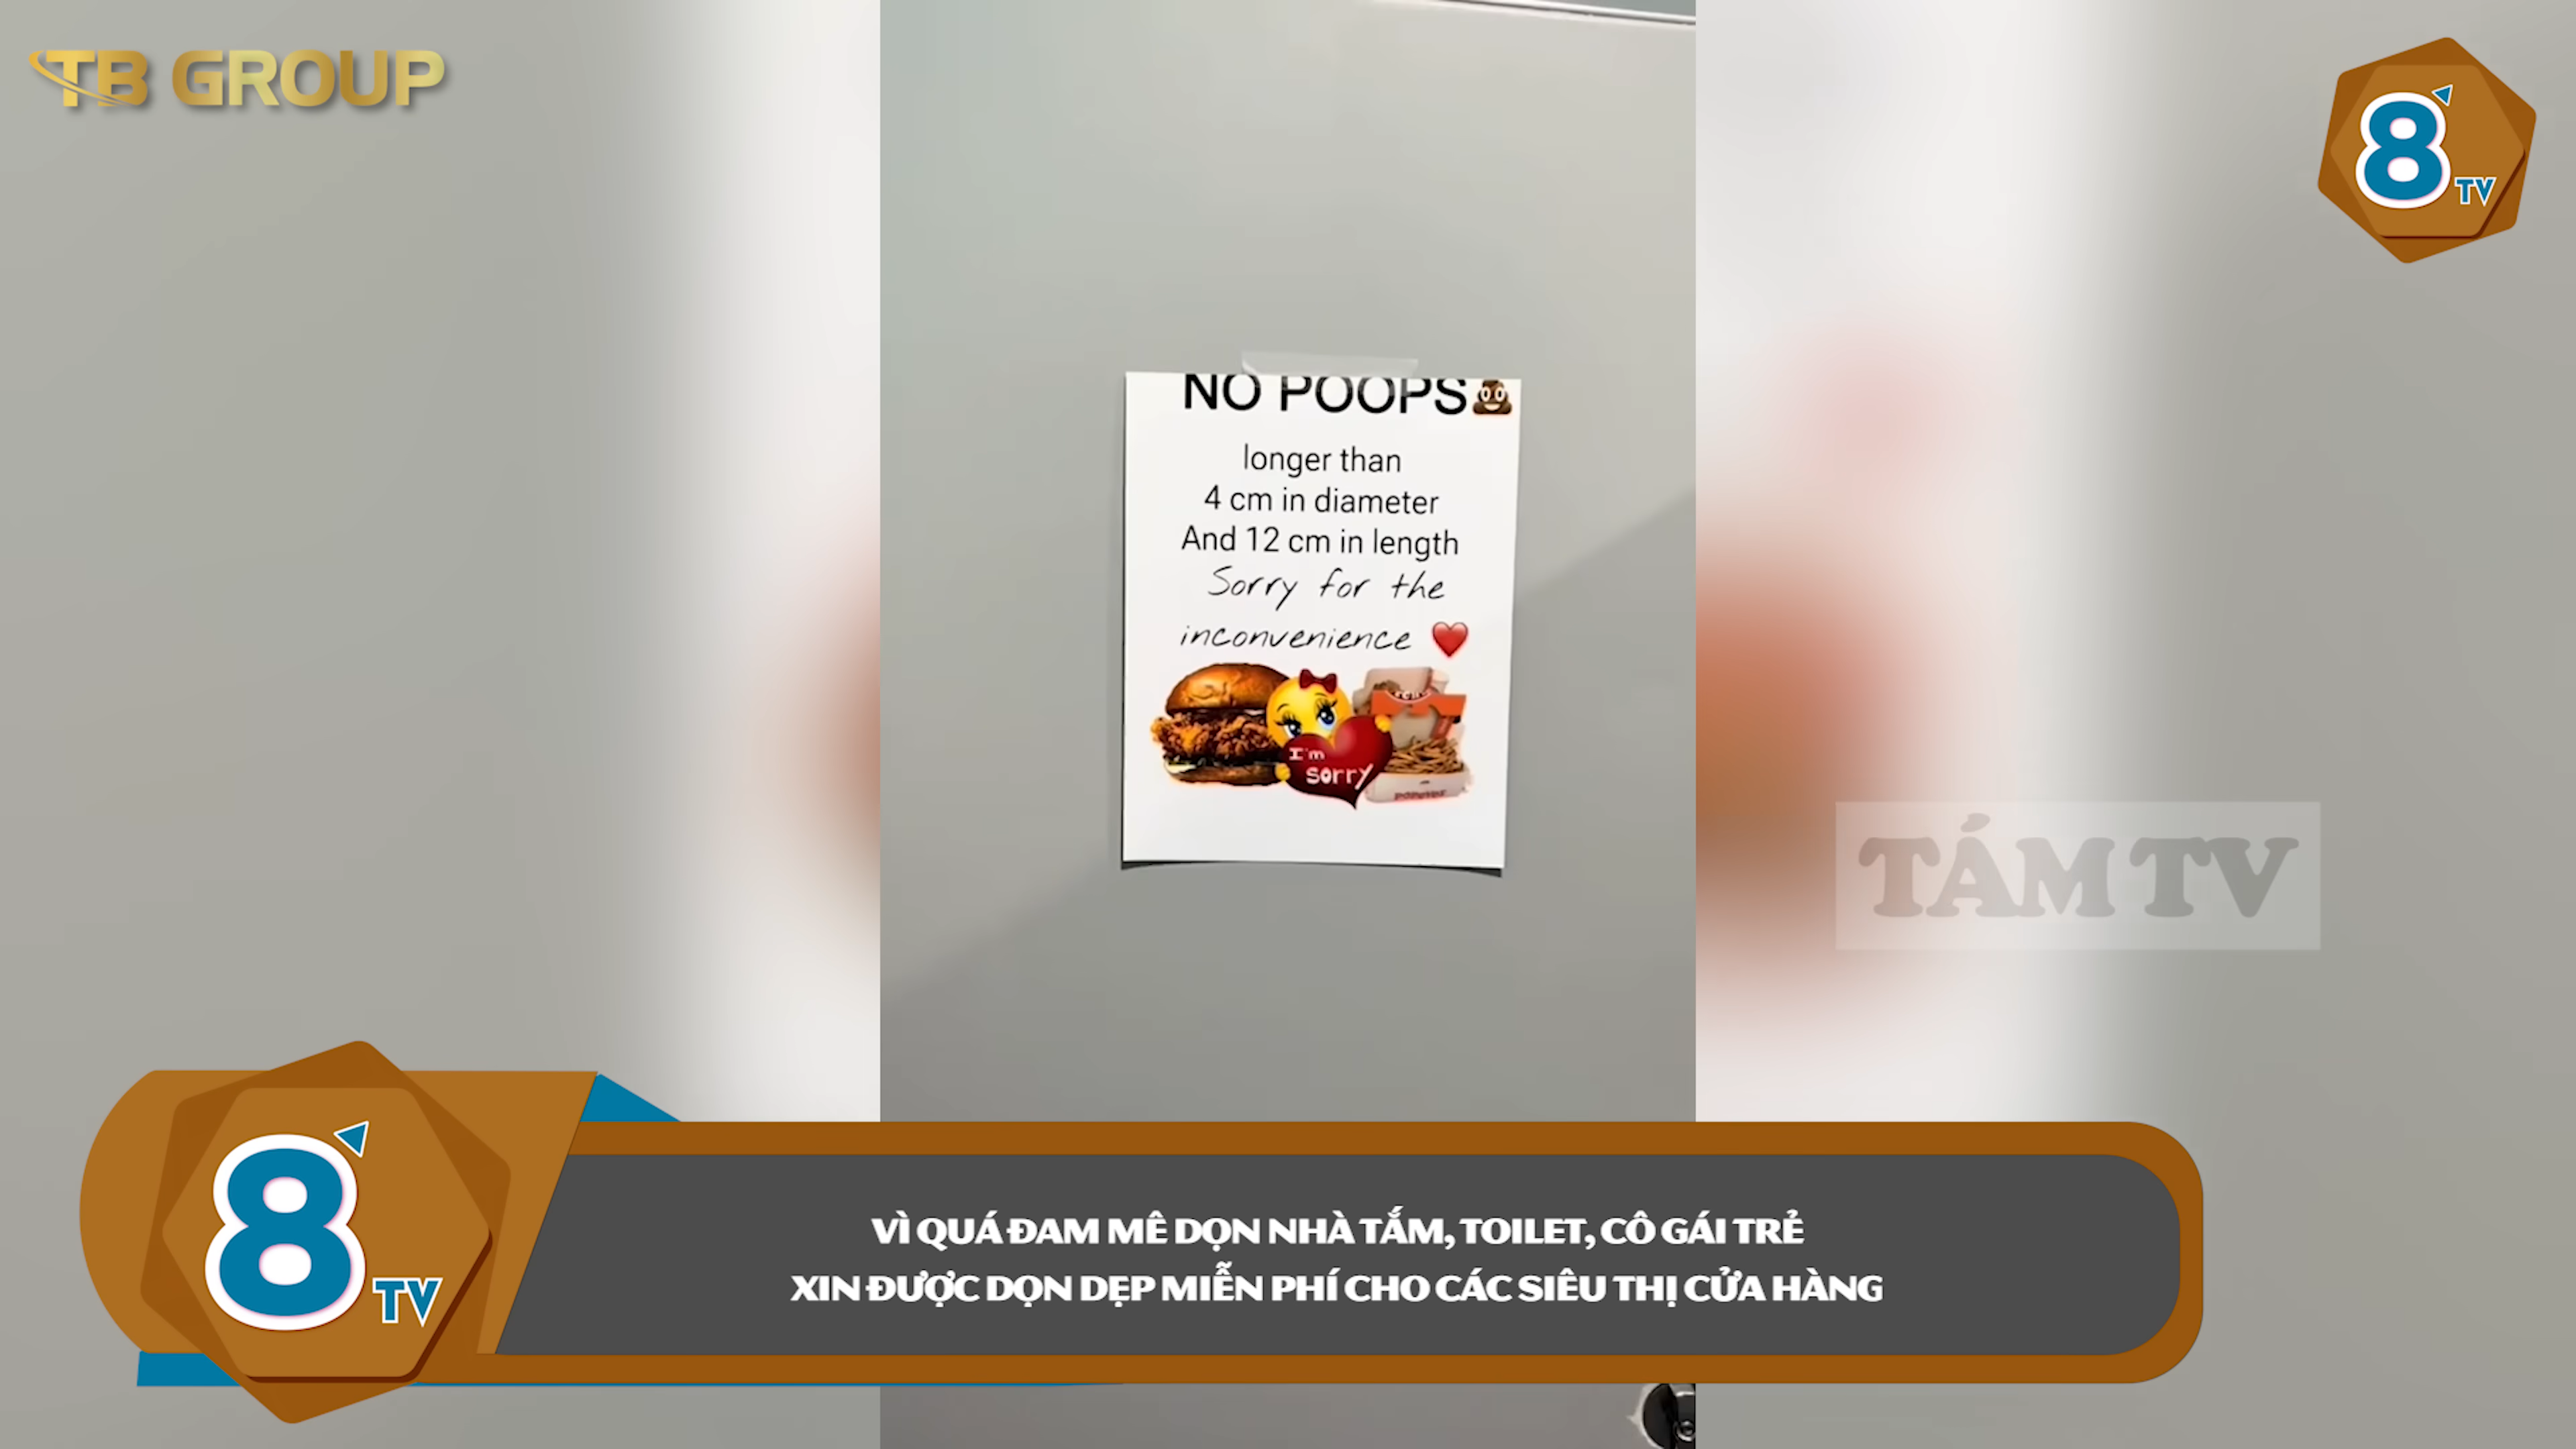 TB GROUP
8 TV
NO POOPS
longer than
4 cm in diameter
And 12 cm in length
Sorry for the
inconvenience
I'm
sorry
TÁM TV
8 TV
VÌ QUÁ ĐAM MÊ DỌN NHÀ TẮM, TOILET, CÔ GÁI TRẺ
XIN ĐƯỢC DỌN DẸP MIỄN PHÍ CHO CÁC SIÊU THỊ CỬA HÀNG